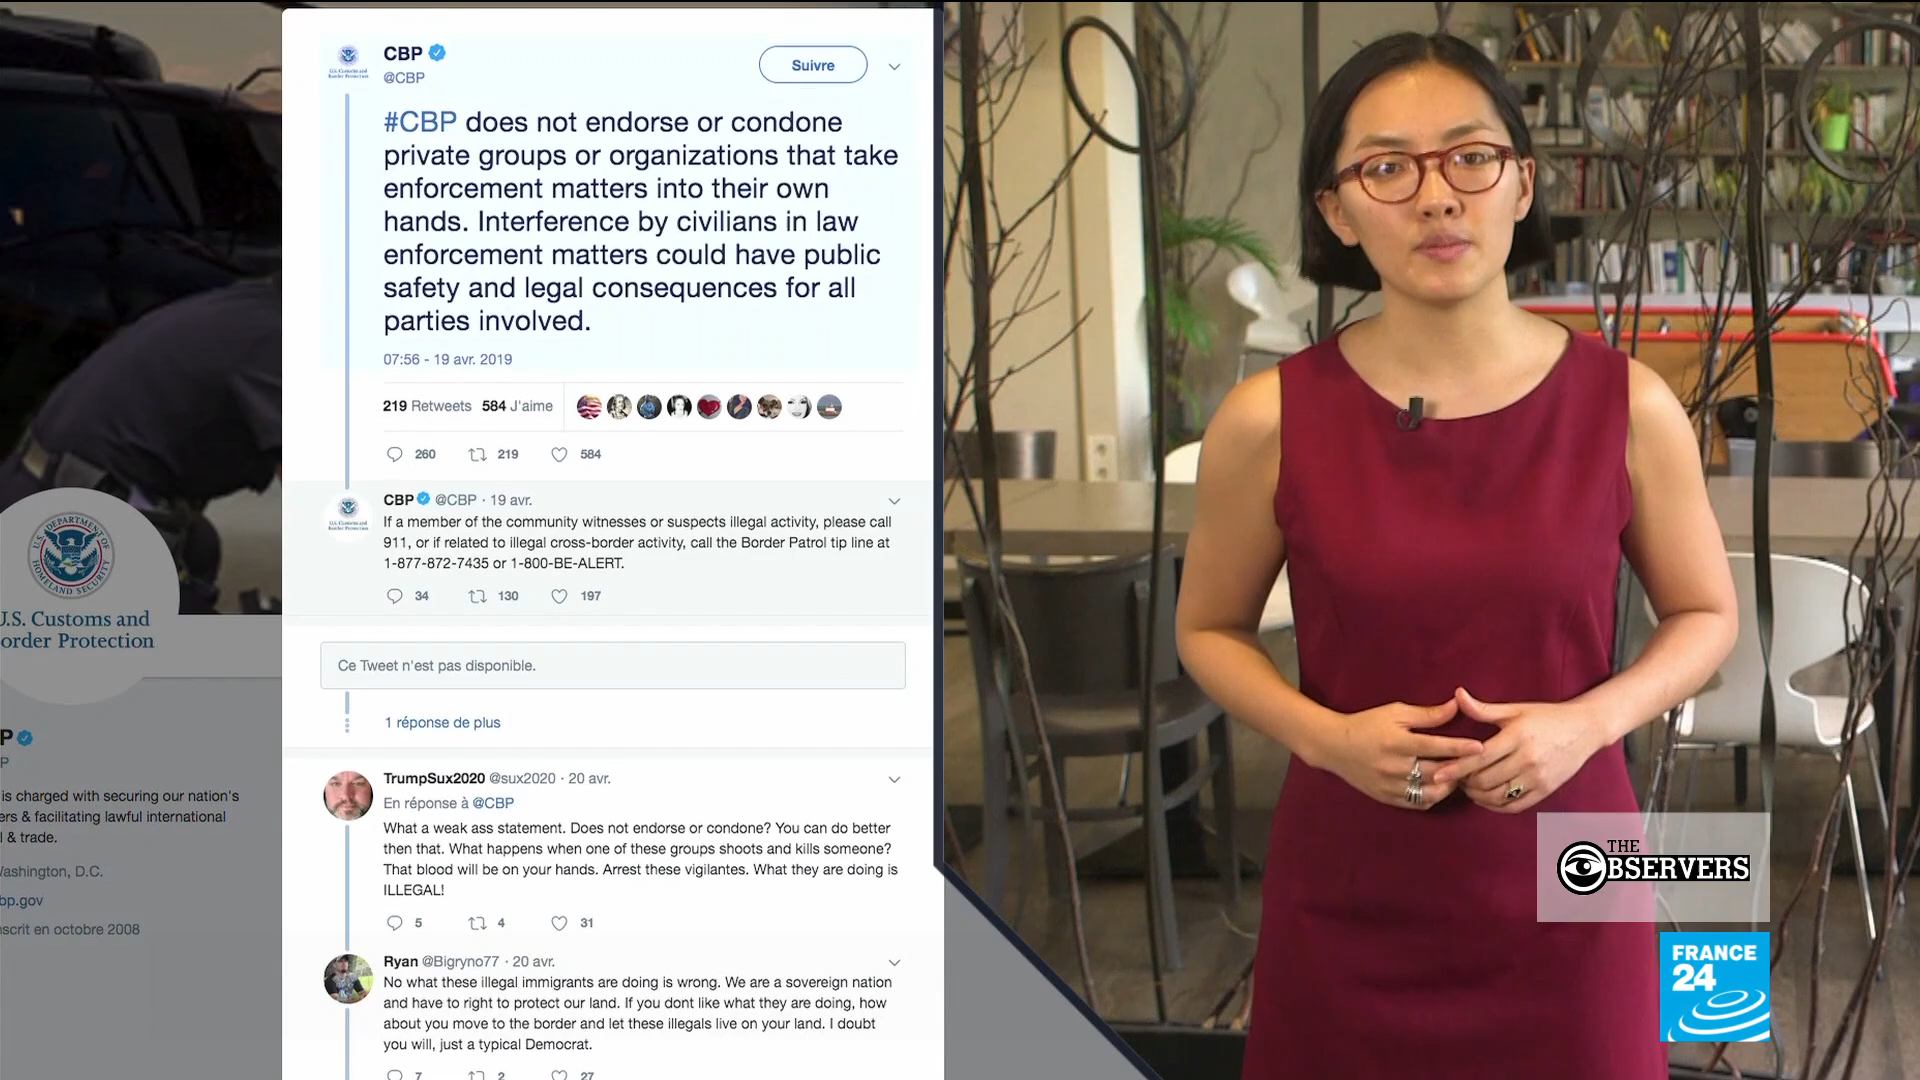 CBP
@CBP
Suivre
#CBP does not endorse or condone
private groups or organizations that take
enforcement matters into their own
hands. Interference by civilians in law
enforcement matters could have public
safety and legal consequences for all
parties involved.
07:56 - 19 avr. 2019
219 Retweets 584 J'aime
260 219 584
CBP @CBP · 19 avr.
If a member of the community witnesses or suspects illegal activity, please call
911, or if related to illegal cross-border activity, call the Border Patrol tip line at
1-877-872-7435 or 1-800-BE-ALERT.
34 130 197
Ce Tweet n'est pas disponible.
1 réponse de plus
TrumpSux2020 @sux2020 · 20 avr.
En réponse à @CBP
What a weak ass statement. Does not endorse or condone? You can do better
then that. What happens when one of these groups shoots and kills someone?
That blood will be on your hands. Arrest these vigilantes. What they are doing is
ILLEGAL!
5 4 31
Ryan @Bigryno77 · 20 avr.
No what these illegal immigrants are doing is wrong. We are a sovereign nation
and have to right to protect our land. If you dont like what they are doing, how
about you move to the border and let these illegals live on your land. I doubt
you will, just a typical Democrat.
7 2 27
U.S. DEPARTMENT OF HOMELAND SECURITY
U.S. Customs and
order Protection
P
P
is charged with securing our nation's
ers & facilitating lawful international
l & trade.
Washington, D.C.
bp.gov
nscrit en octobre 2008
THE
OBSERVERS
FRANCE
24